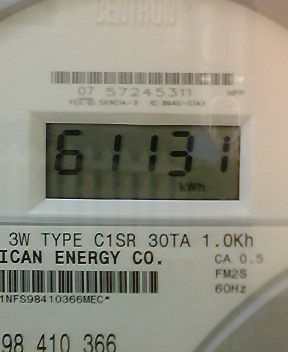 CENTRON
07 57245311
61131
kWh
3W TYPE C1SR 30TA 1.0Kh
ICAN ENERGY CO.
CA 0.5
FM2S
60Hz
1NFS98410366MEC*
98 410 366